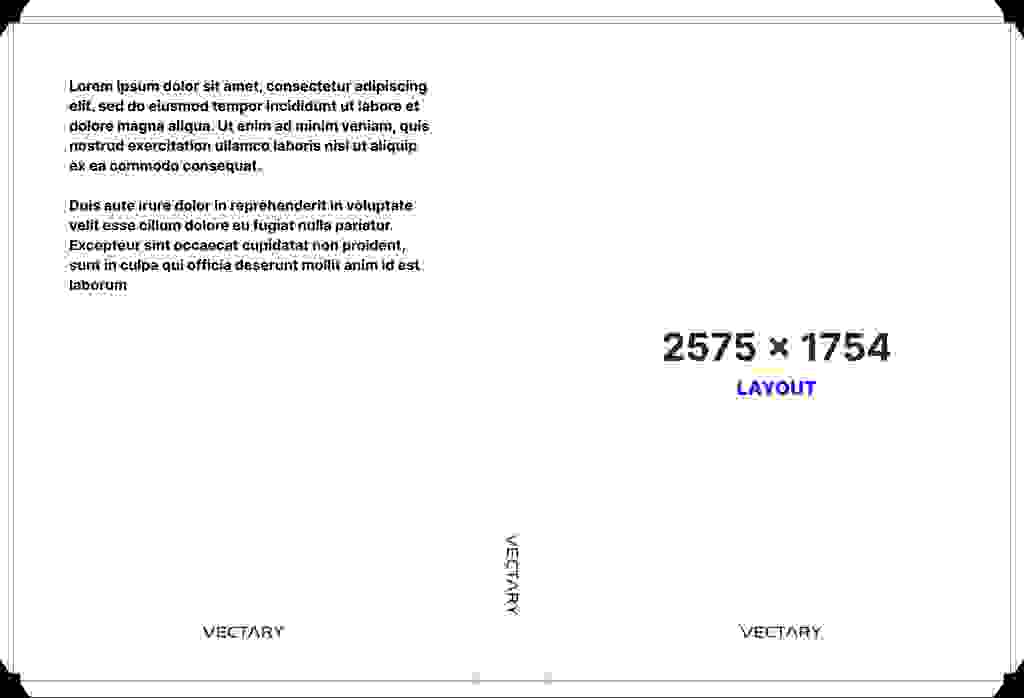 Lorem ipsum dolor sit amet, consectetur adipiscing
elit, sed do eiusmod tempor incididunt ut labore et
dolore magna aliqua. Ut enim ad minim veniam, quis
nostrud exercitation ullamco laboris nisi ut aliquip
ex ea commodo consequat.
Duis aute irure dolor in reprehenderit in voluptate
velit esse cillum dolore eu fugiat nulla pariatur.
Excepteur sint occaecat cupidatat non proident,
sunt in culpa qui officia deserunt mollit anim id est
laborum
2575 × 1754
LAYOUT
VECTARY
VECTARY
VECTARY